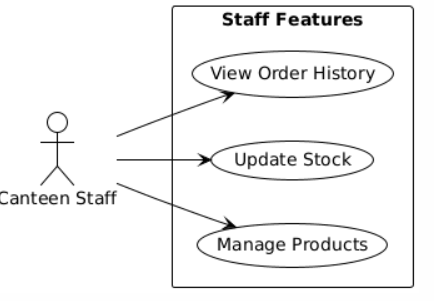 Staff Features
View Order History
Update Stock
Canteen Staff
Manage Products